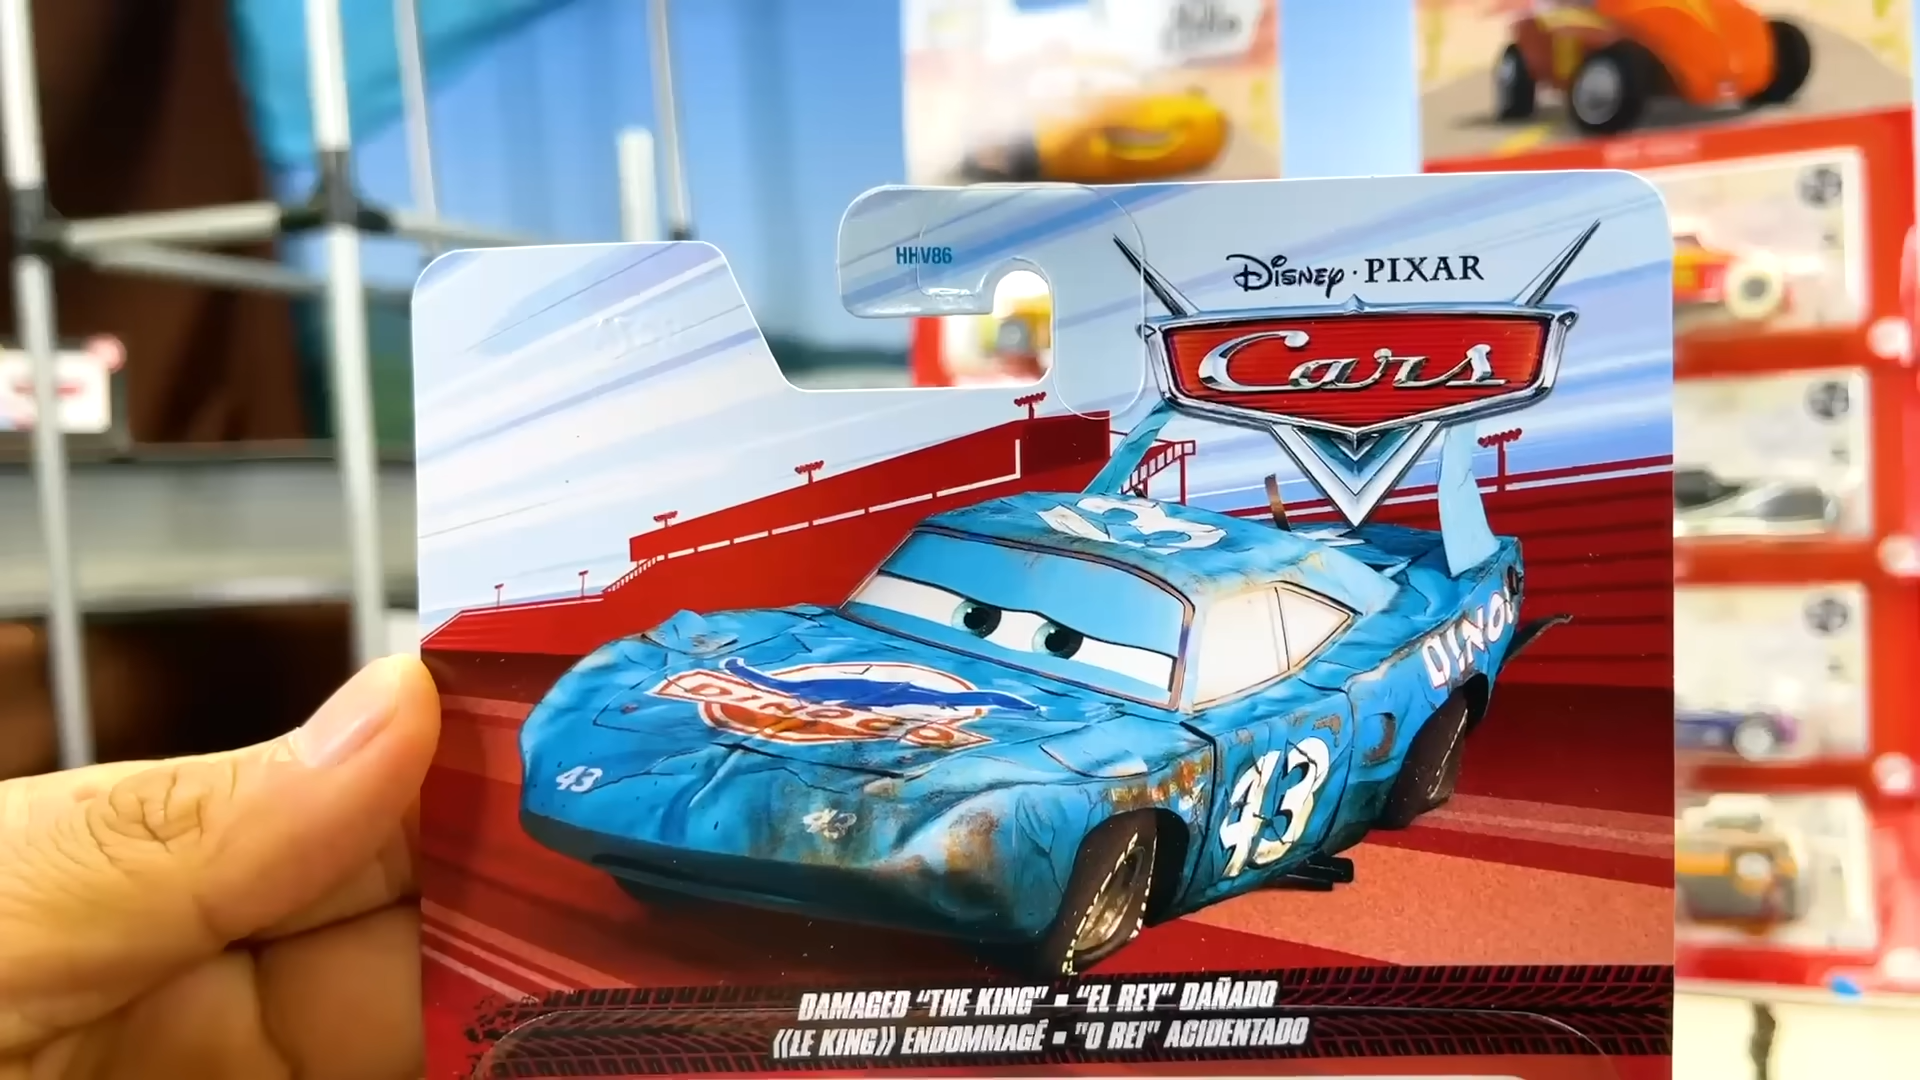 HHV86
DISNEY · PIXAR
Cars
43
DINOCO
43
43
43
DAMAGED "THE KING" ▪ "EL REY" DAÑADO
((LE KING)) ENDOMMAGÉ ▪ "O REI" ACIDENTADO